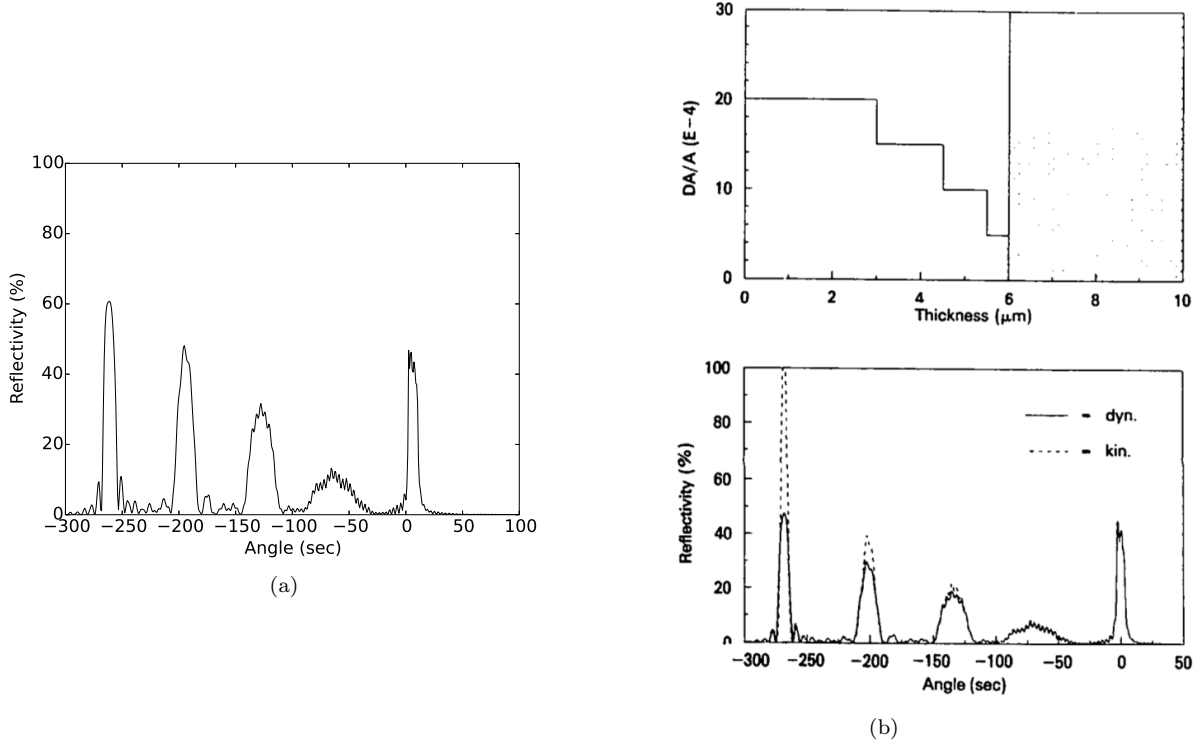 100
80
60
40
20
0
Reflectivity (%)
−300 −250 −200 −150 −100 −50 0 50 100
Angle (sec)
(a)
30
20
10
0
DA/A (E−4)
0 2 4 6 8 10
Thickness (μm)
100
80
60
40
20
0
Reflectivity (%)
dyn.
kin.
−300 −250 −200 −150 −100 −50 0 50
Angle (sec)
(b)